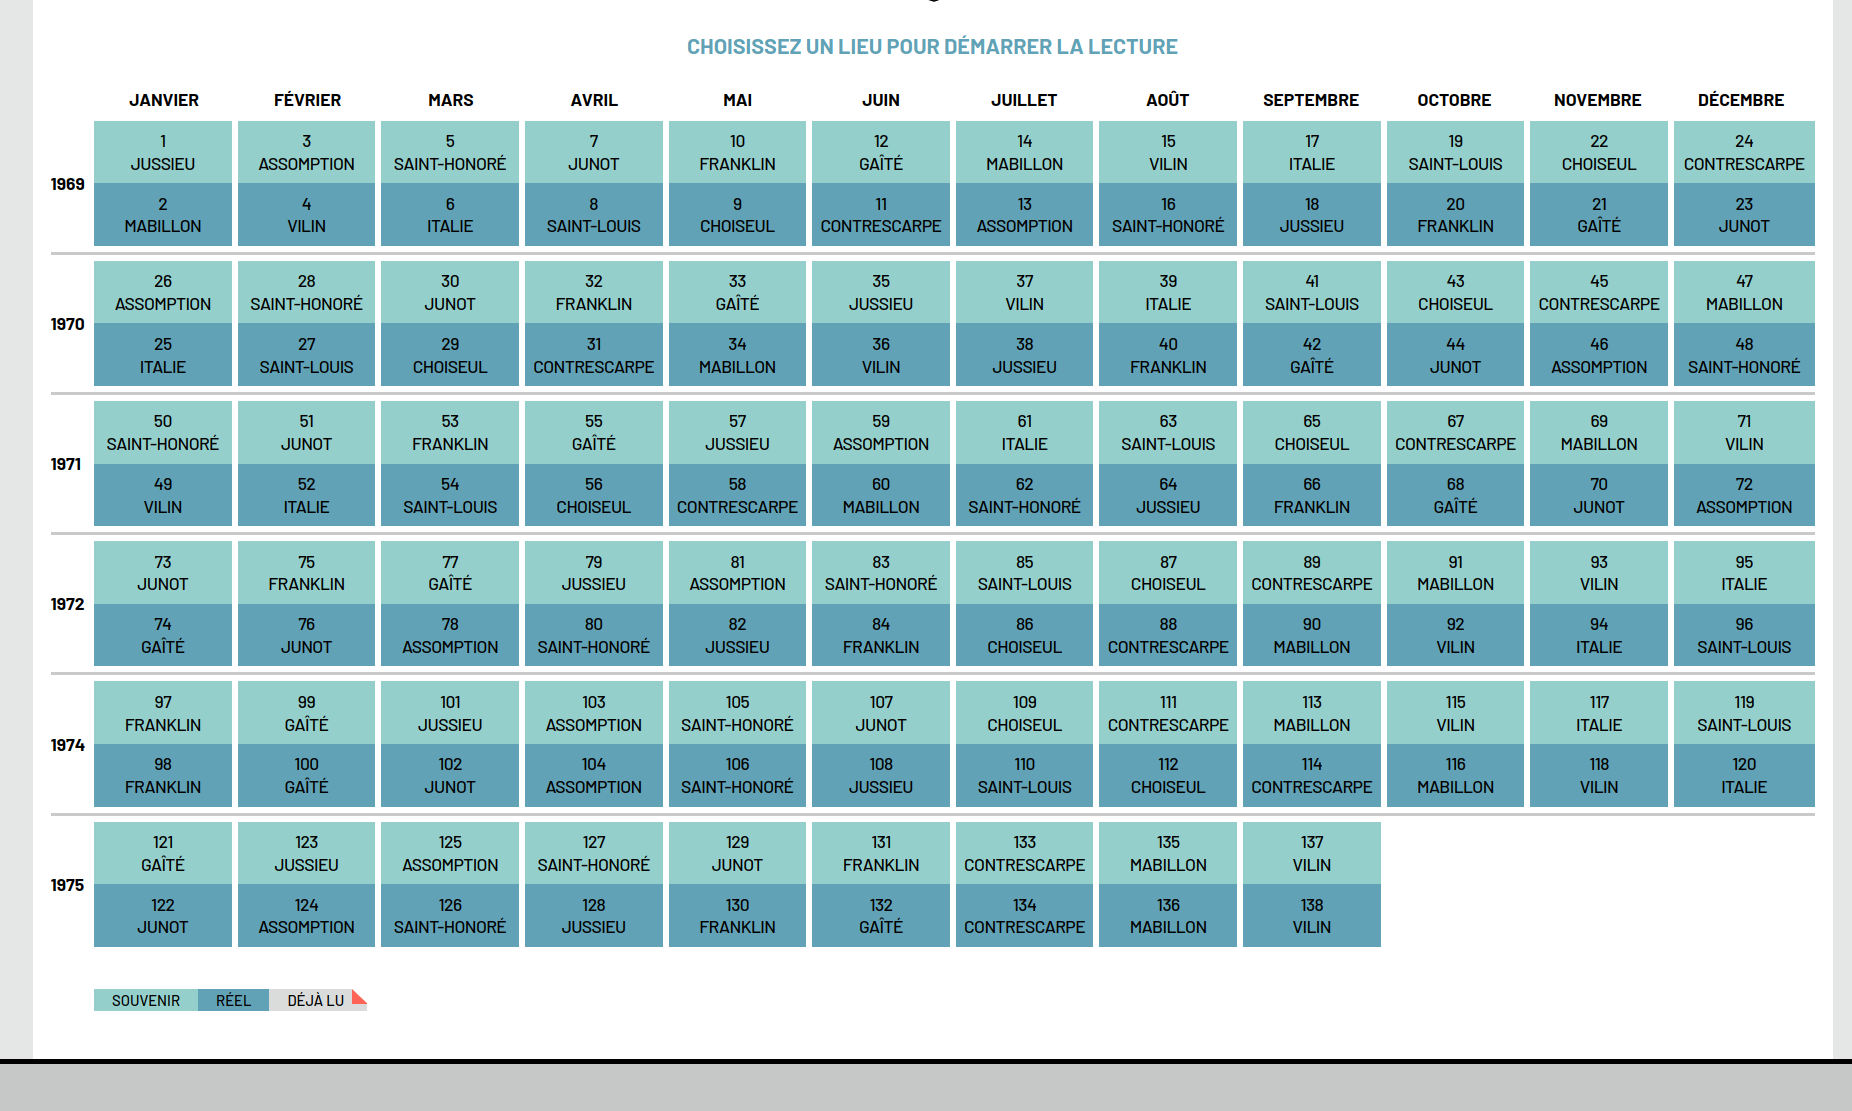 CHOISISSEZ UN LIEU POUR DÉMARRER LA LECTURE
JANVIER FÉVRIER MARS AVRIL MAI JUIN JUILLET AOÛT SEPTEMBRE OCTOBRE NOVEMBRE DÉCEMBRE
1 3 5 7 10 12 14 15 17 19 22 24
JUSSIEU ASSOMPTION SAINT-HONORÉ JUNOT FRANKLIN GAÎTÉ MABILLON VILIN ITALIE SAINT-LOUIS CHOISEUL CONTRESCARPE
1969
2 4 6 8 9 11 13 16 18 20 21 23
MABILLON VILIN ITALIE SAINT-LOUIS CHOISEUL CONTRESCARPE ASSOMPTION SAINT-HONORÉ JUSSIEU FRANKLIN GAÎTÉ JUNOT
26 28 30 32 33 35 37 39 41 43 45 47
ASSOMPTION SAINT-HONORÉ JUNOT FRANKLIN GAÎTÉ JUSSIEU VILIN ITALIE SAINT-LOUIS CHOISEUL CONTRESCARPE MABILLON
1970
25 27 29 31 34 36 38 40 42 44 46 48
ITALIE SAINT-LOUIS CHOISEUL CONTRESCARPE MABILLON VILIN JUSSIEU FRANKLIN GAÎTÉ JUNOT ASSOMPTION SAINT-HONORÉ
50 51 53 55 57 59 61 63 65 67 69 71
SAINT-HONORÉ JUNOT FRANKLIN GAÎTÉ JUSSIEU ASSOMPTION ITALIE SAINT-LOUIS CHOISEUL CONTRESCARPE MABILLON VILIN
1971
49 52 54 56 58 60 62 64 66 68 70 72
VILIN ITALIE SAINT-LOUIS CHOISEUL CONTRESCARPE MABILLON SAINT-HONORÉ JUSSIEU FRANKLIN GAÎTÉ JUNOT ASSOMPTION
73 75 77 79 81 83 85 87 89 91 93 95
JUNOT FRANKLIN GAÎTÉ JUSSIEU ASSOMPTION SAINT-HONORÉ SAINT-LOUIS CHOISEUL CONTRESCARPE MABILLON VILIN ITALIE
1972
74 76 78 80 82 84 86 88 90 92 94 96
GAÎTÉ JUNOT ASSOMPTION SAINT-HONORÉ JUSSIEU FRANKLIN CHOISEUL CONTRESCARPE MABILLON VILIN ITALIE SAINT-LOUIS
97 99 101 103 105 107 109 111 113 115 117 119
FRANKLIN GAÎTÉ JUSSIEU ASSOMPTION SAINT-HONORÉ JUNOT CHOISEUL CONTRESCARPE MABILLON VILIN ITALIE SAINT-LOUIS
1974
98 100 102 104 106 108 110 112 114 116 118 120
FRANKLIN GAÎTÉ JUNOT ASSOMPTION SAINT-HONORÉ JUSSIEU SAINT-LOUIS CHOISEUL CONTRESCARPE MABILLON VILIN ITALIE
121 123 125 127 129 131 133 135 137
GAÎTÉ JUSSIEU ASSOMPTION SAINT-HONORÉ JUNOT FRANKLIN CONTRESCARPE MABILLON VILIN
1975
122 124 126 128 130 132 134 136 138
JUNOT ASSOMPTION SAINT-HONORÉ JUSSIEU FRANKLIN GAÎTÉ CONTRESCARPE MABILLON VILIN
SOUVENIR RÉEL DÉJÀ LU